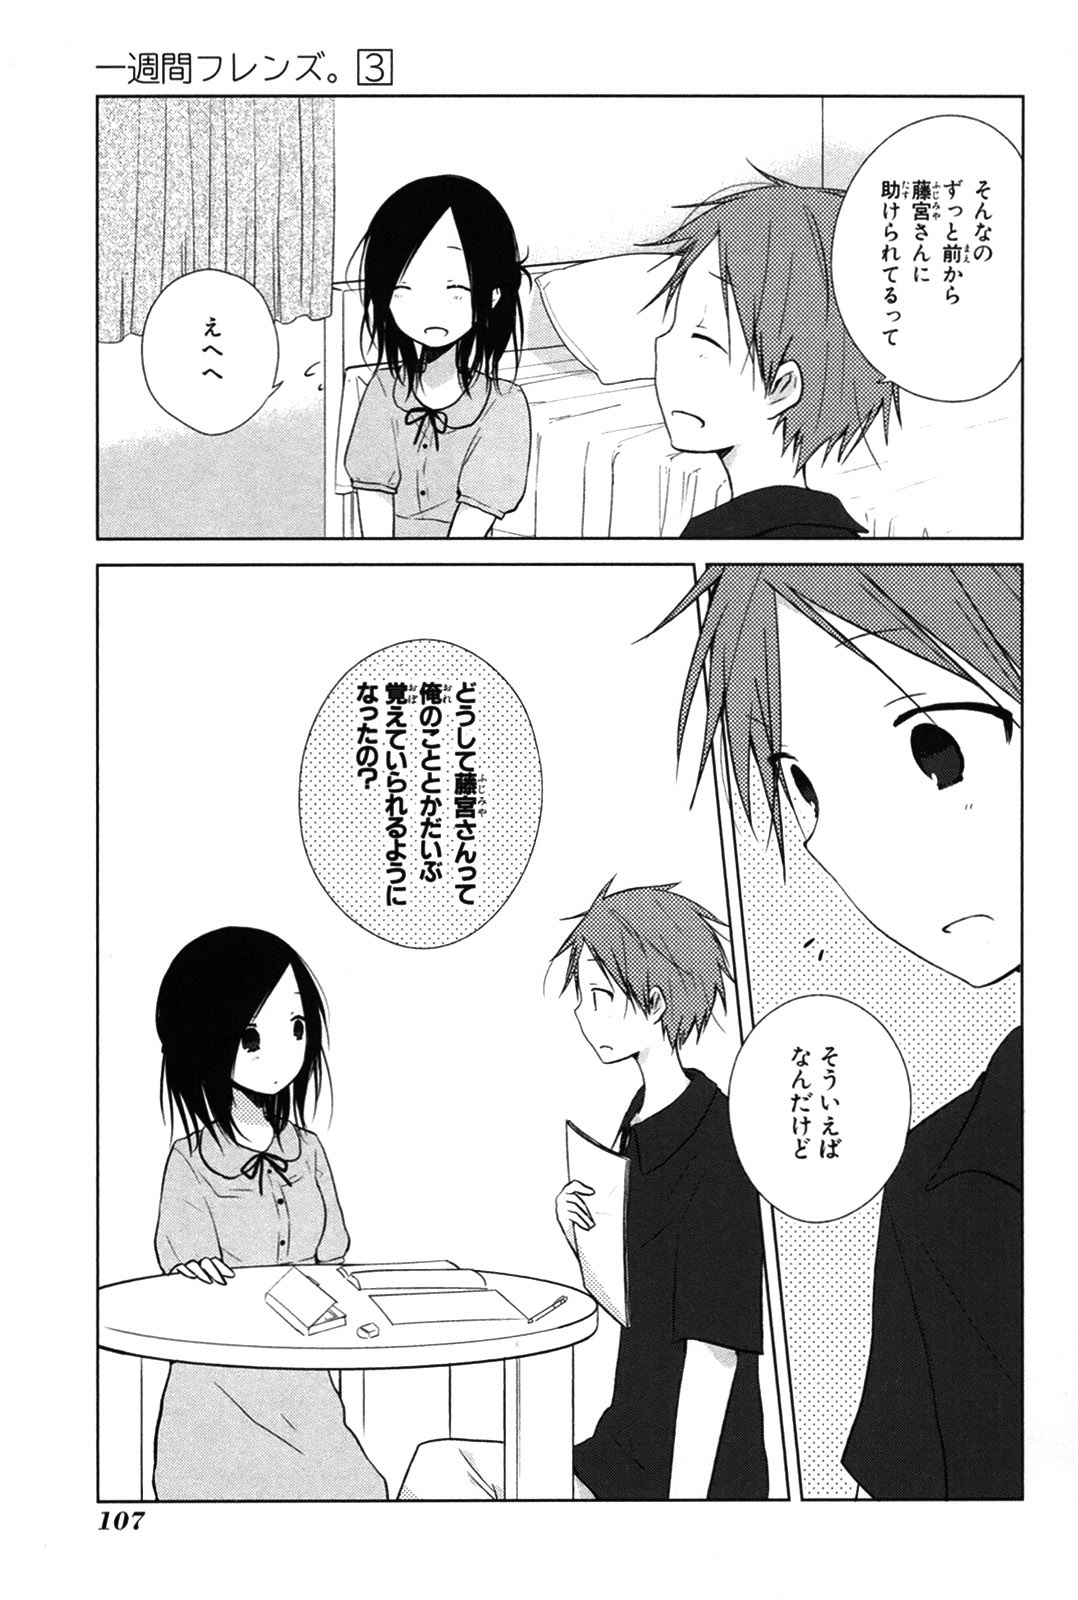 一週間フレンズ。3
そんなの
ずっと前から
藤宮さんに
助けられてるって
えへへ
そういえば
なんだけど
どうして藤宮さんって
俺のこととかだいぶ
覚えていられるように
なったの?
107